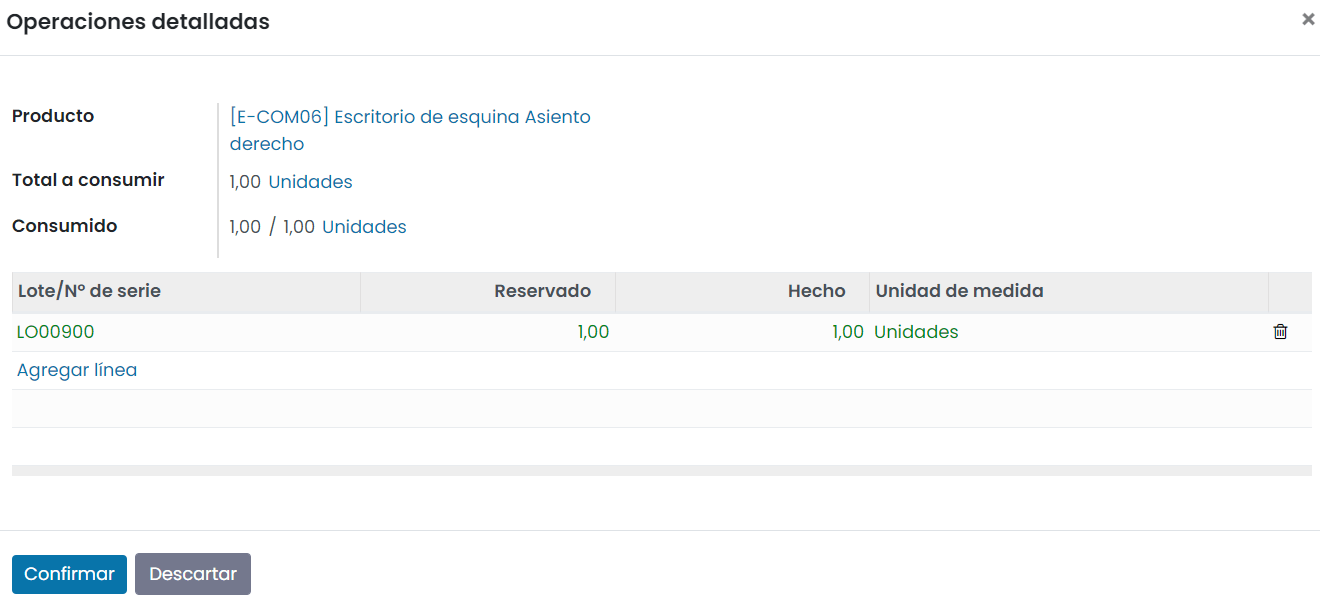 Operaciones detalladas
Producto
[E-COM06] Escritorio de esquina Asiento
derecho
Total a consumir
1,00 Unidades
Consumido
1,00 / 1,00 Unidades
Lote/Nº de serie Reservado Hecho Unidad de medida
LO00900 1,00 1,00 Unidades
Agregar línea
Confirmar Descartar